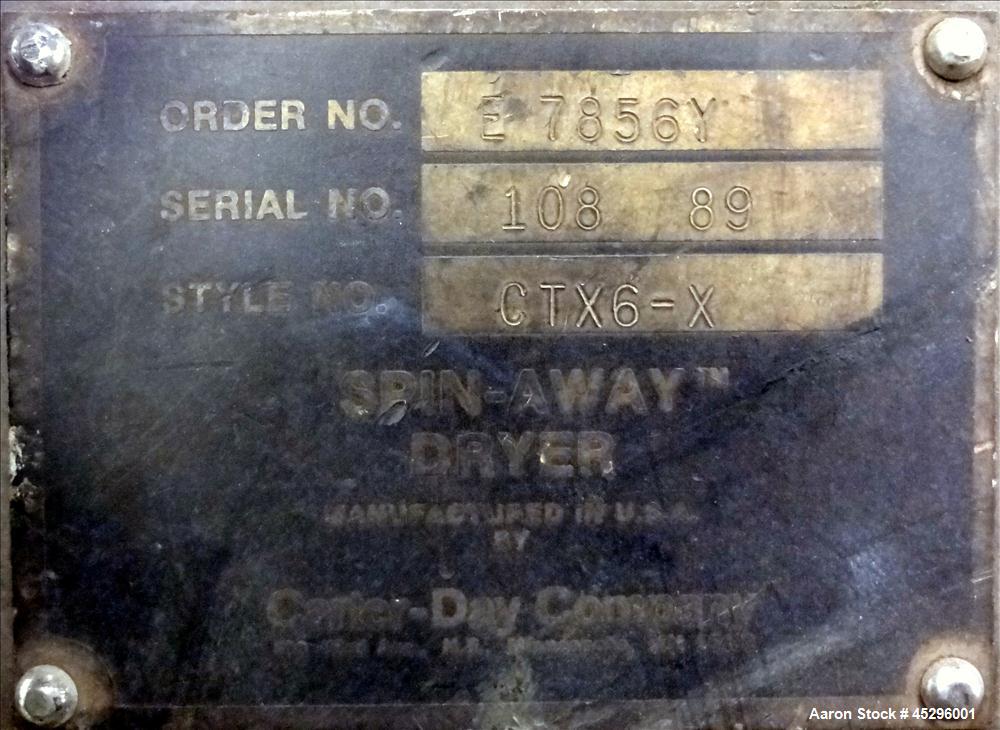 ORDER NO. E 7856Y
SERIAL NO. 108 89
STYLE NO. CTX6-X
SPIN-AWAY™
DRYER
MANUFACTURED IN U.S.A.
BY
Carter-Day Company
Aaron Stock # 45296001